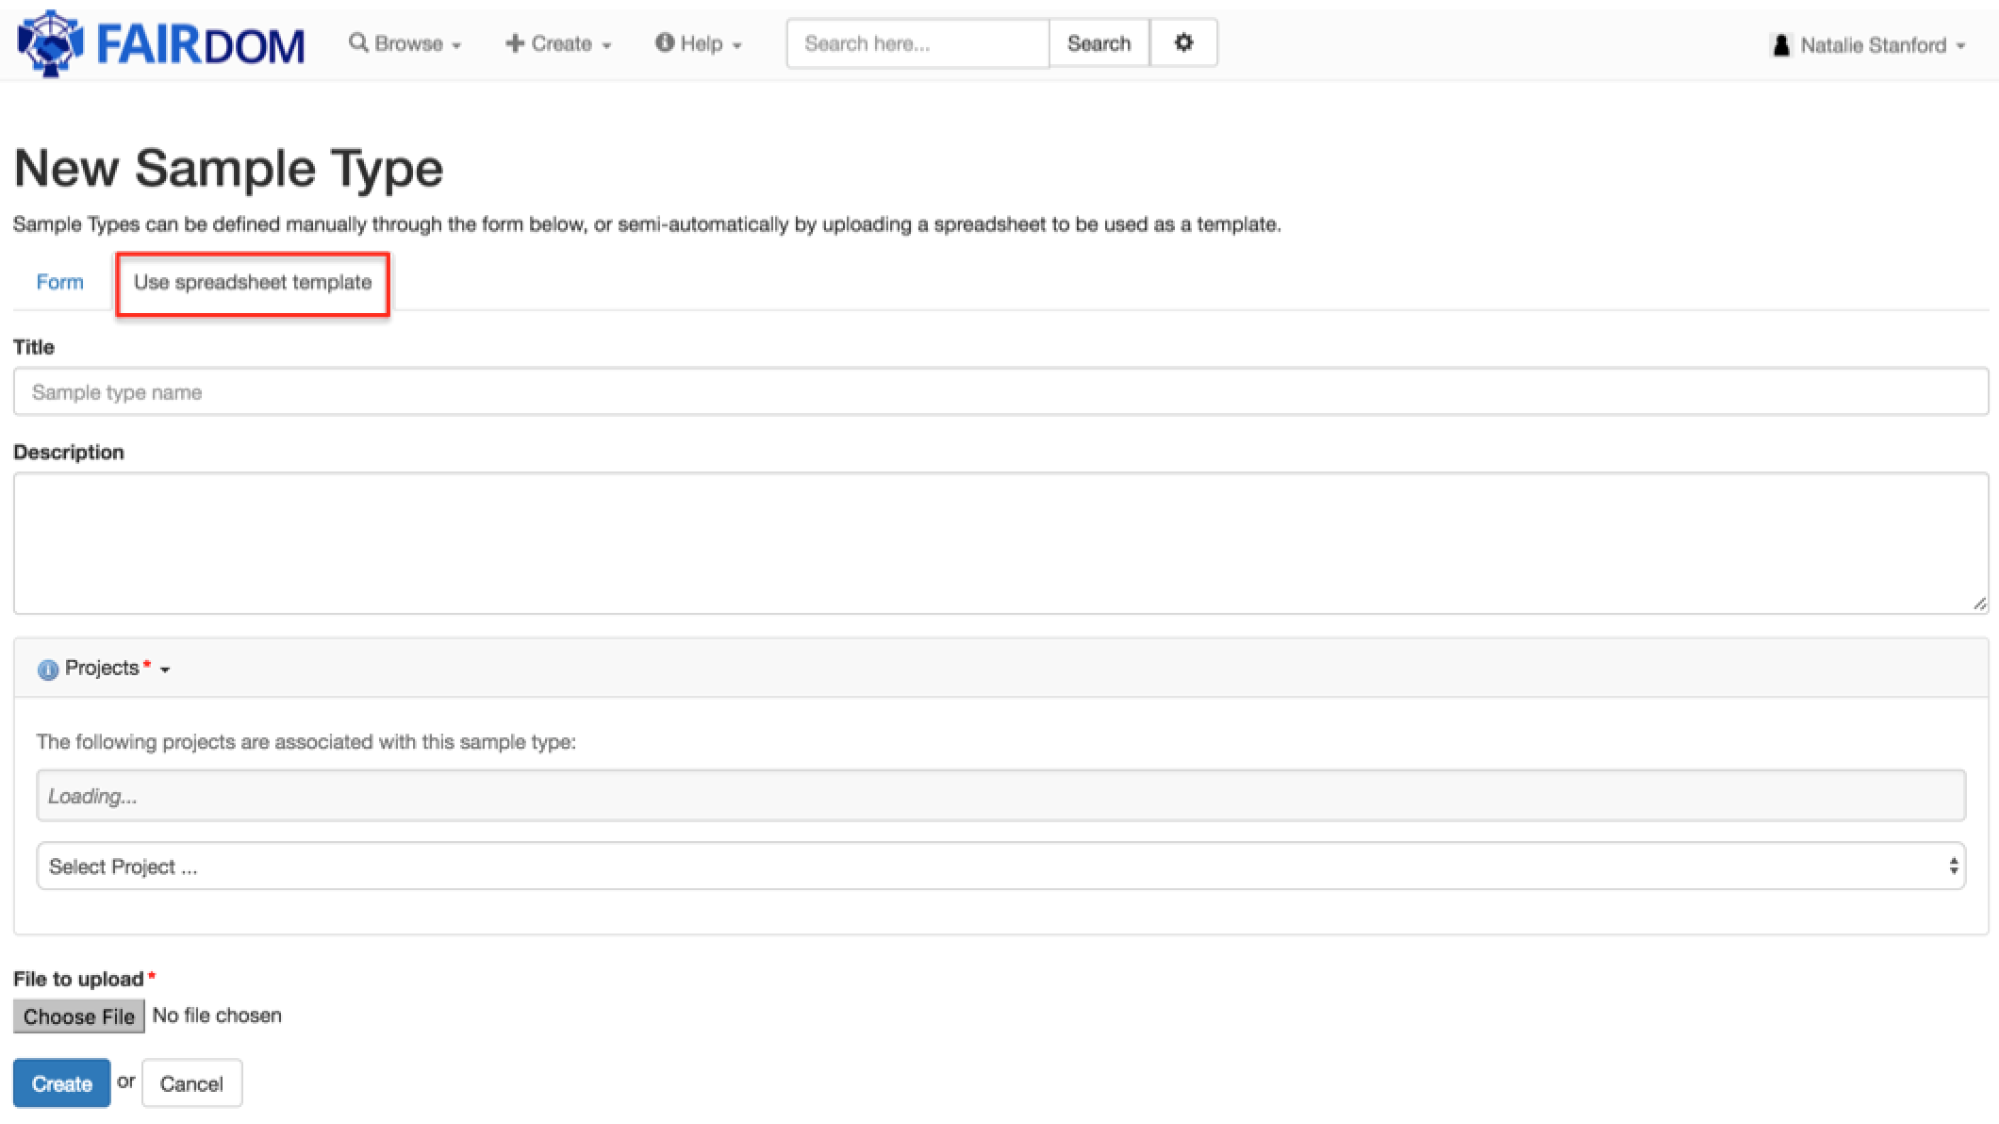 FAIRDOM Browse Create Help Search here... Search Natalie Stanford
New Sample Type
Sample Types can be defined manually through the form below, or semi-automatically by uploading a spreadsheet to be used as a template.
Form Use spreadsheet template
Title
Sample type name
Description
Projects*
The following projects are associated with this sample type:
Loading...
Select Project ...
File to upload*
Choose File No file chosen
Create or Cancel